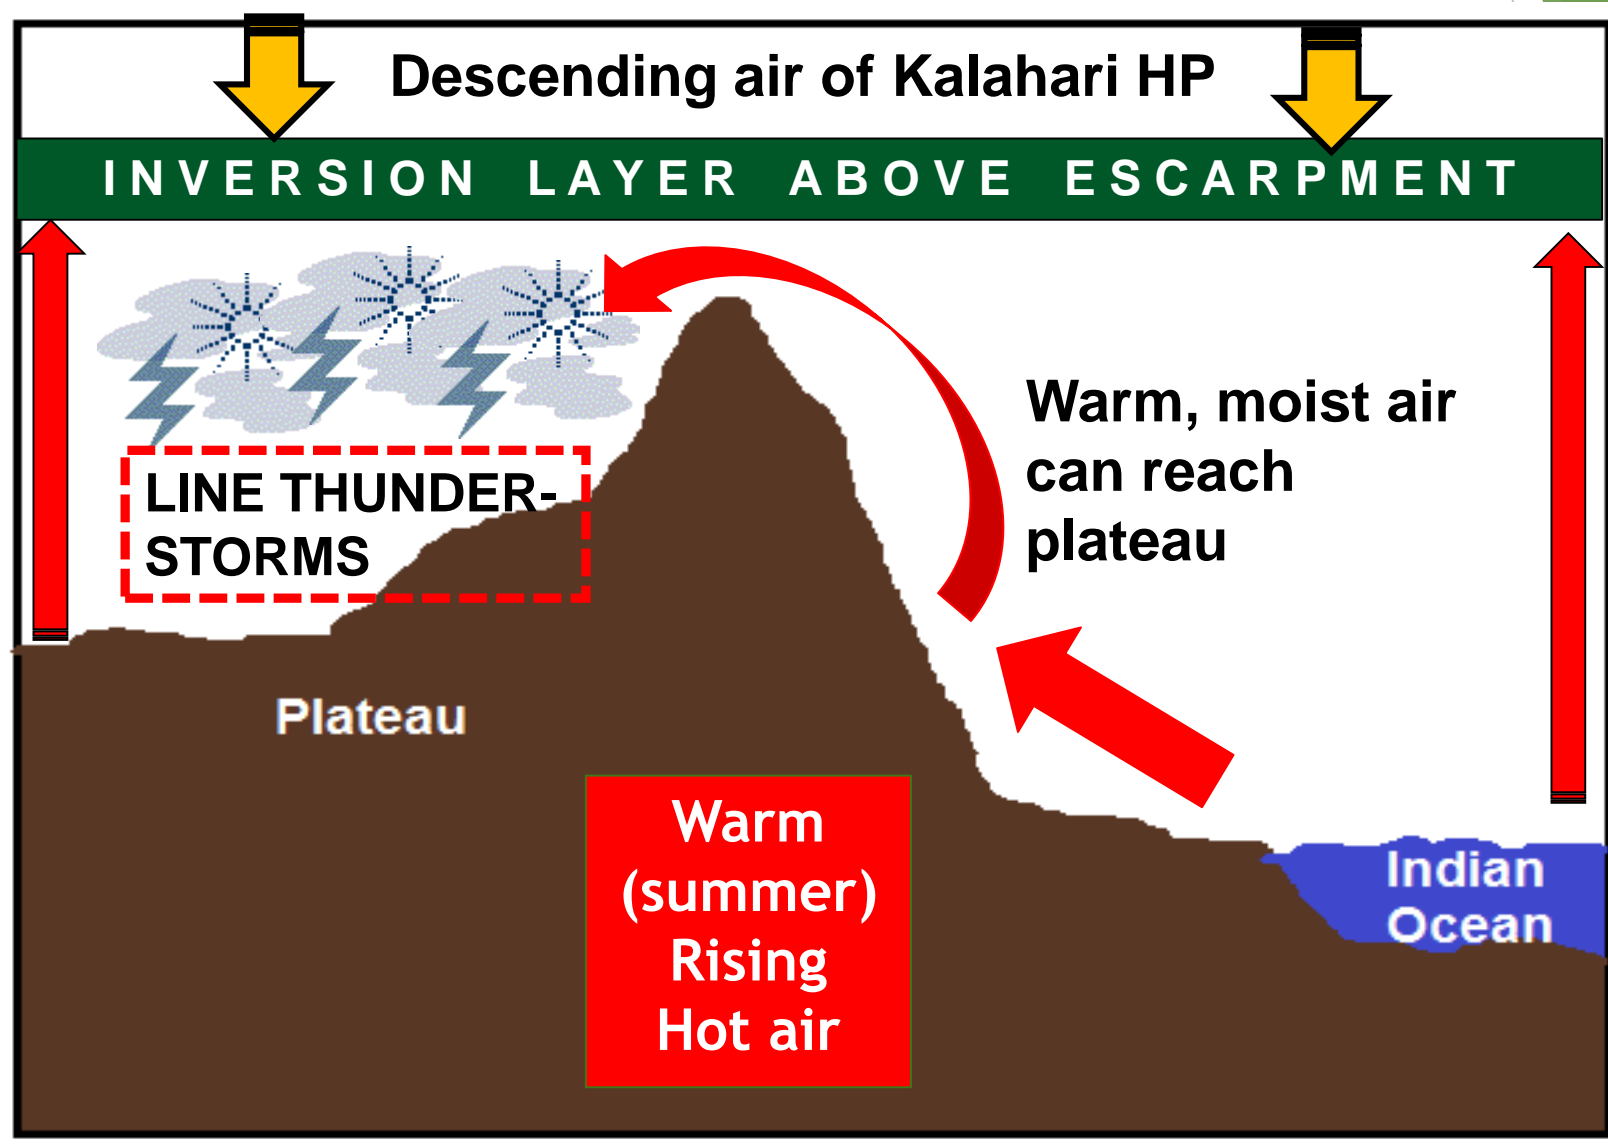 Descending air of Kalahari HP
INVERSION LAYER ABOVE ESCARPMENT
Warm, moist air
can reach
plateau
LINE THUNDER-
STORMS
Plateau
Warm
(summer)
Rising
Hot air
Indian
Ocean